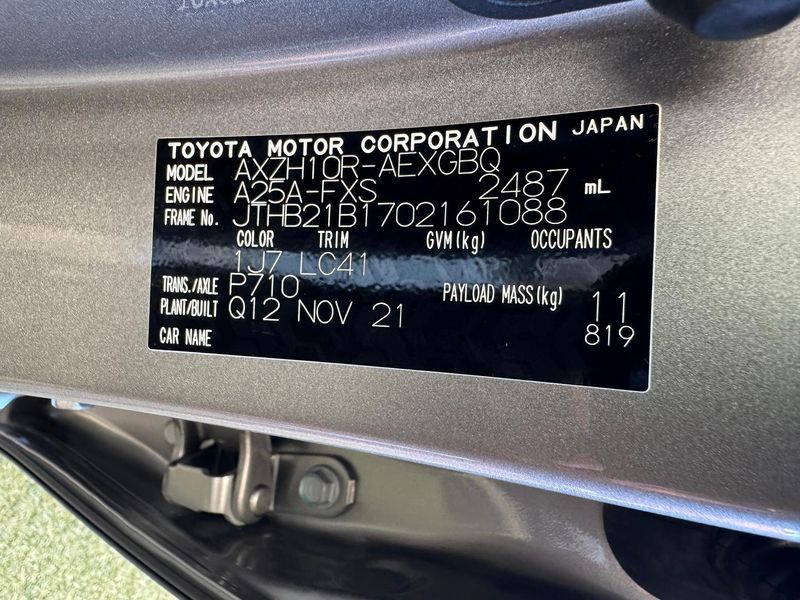 TOYOTA MOTOR CORPORATION JAPAN
MODEL AXZH10R-AEXGBQ
ENGINE A25A-FXS 2487 mL
FRAME No. JTHB21B1702161088
COLOR TRIM GVM(kg) OCCUPANTS
1J7 LC41
TRANS./AXLE P710 PAYLOAD MASS(kg) 11
PLANT/BUILT Q12 NOV 21 819
CAR NAME